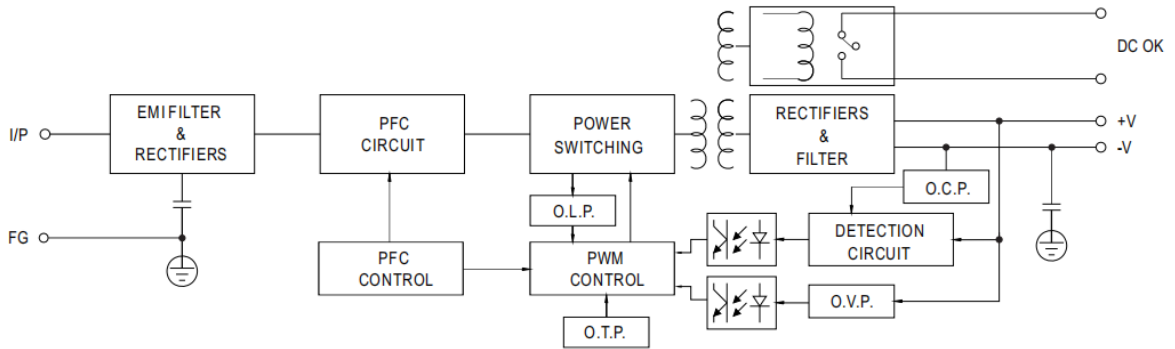 DC OK
I/P
EMI FILTER
&
RECTIFIERS
PFC
CIRCUIT
POWER
SWITCHING
RECTIFIERS
&
FILTER
+V
-V
O.C.P.
O.L.P.
FG
PFC
CONTROL
PWM
CONTROL
DETECTION
CIRCUIT
O.V.P.
O.T.P.